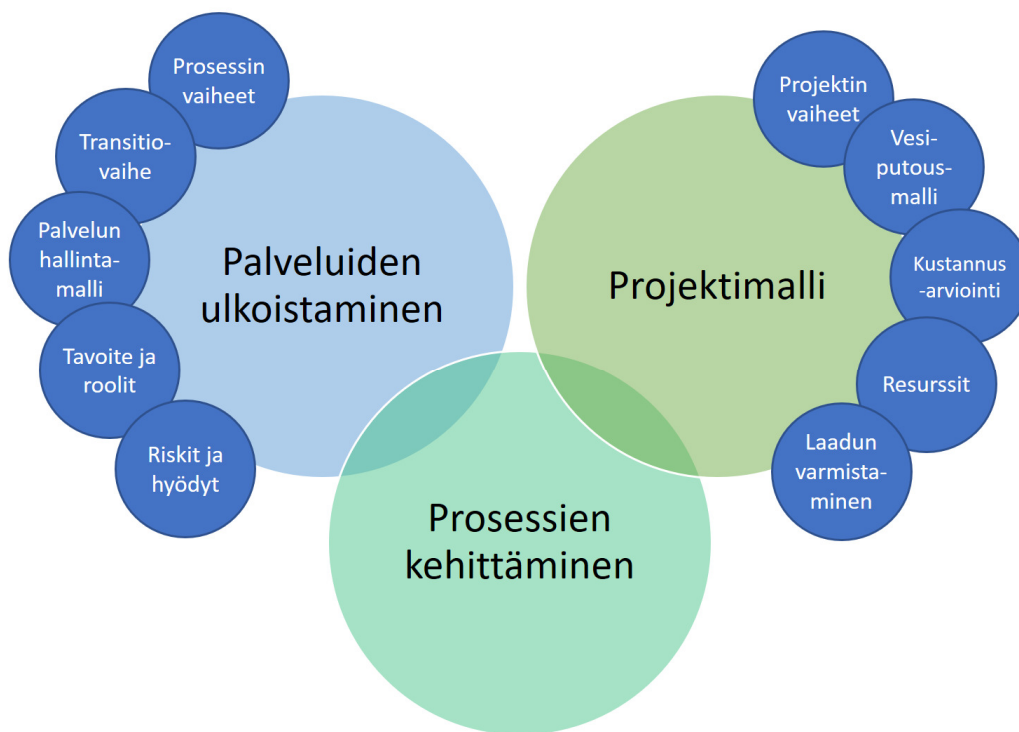 Prosessin
vaiheet
Transitio-
vaihe
Palvelun
hallinta-
malli
Tavoite ja
roolit
Riskit ja
hyödyt
Palveluiden
ulkoistaminen
Projektimalli
Projektin
vaiheet
Vesi-
putous-
malli
Kustannus
-arviointi
Resurssit
Laadun
varmista-
minen
Prosessien
kehittäminen